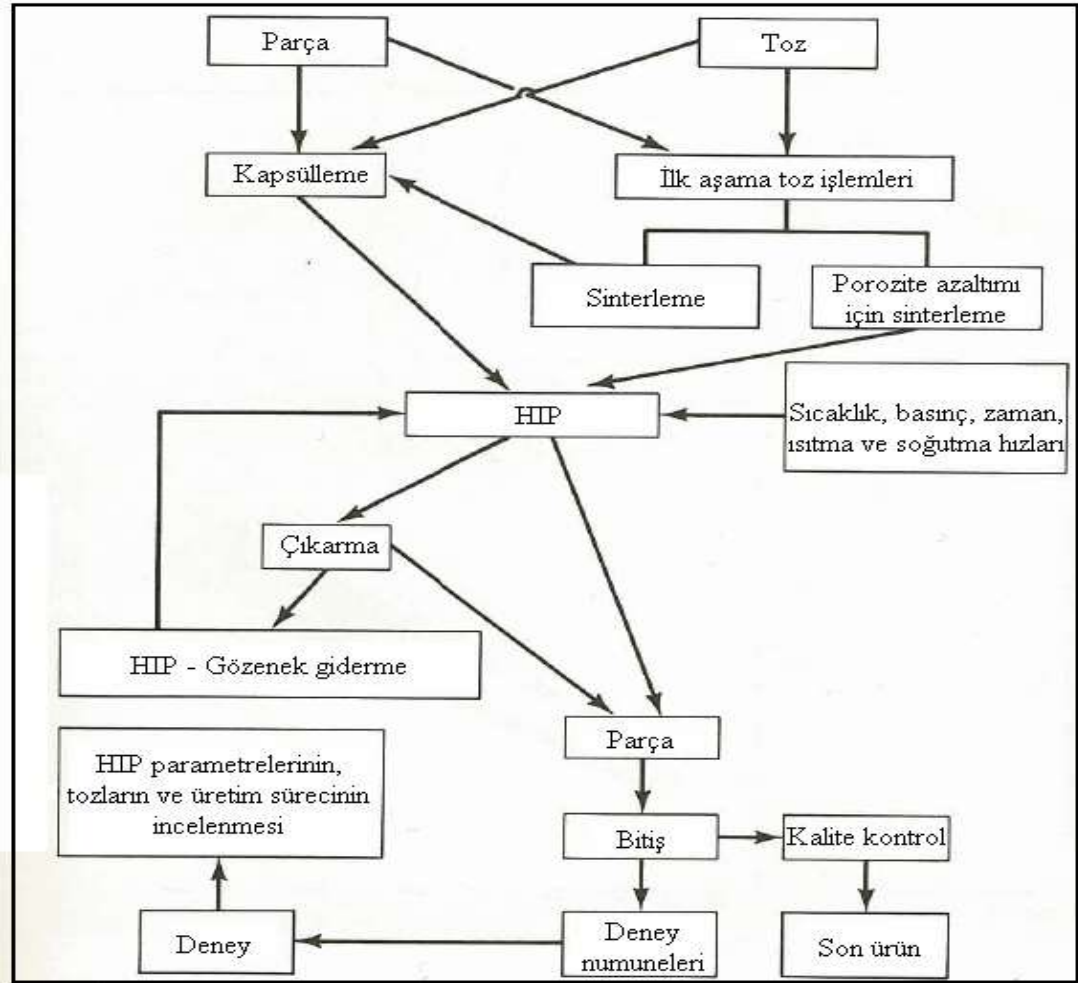 Parça
Toz
Kapsülleme
İlk aşama toz işlemleri
Sinterleme
Porozite azaltımı
için sinterleme
HIP
Sıcaklık, basınç, zaman,
ısıtma ve soğutma hızları
Çıkarma
HIP - Gözenek giderme
Parça
HIP parametrelerinin,
tozların ve üretim sürecinin
incelenmesi
Bitiş
Kalite kontrol
Deney
Deney
numuneleri
Son ürün